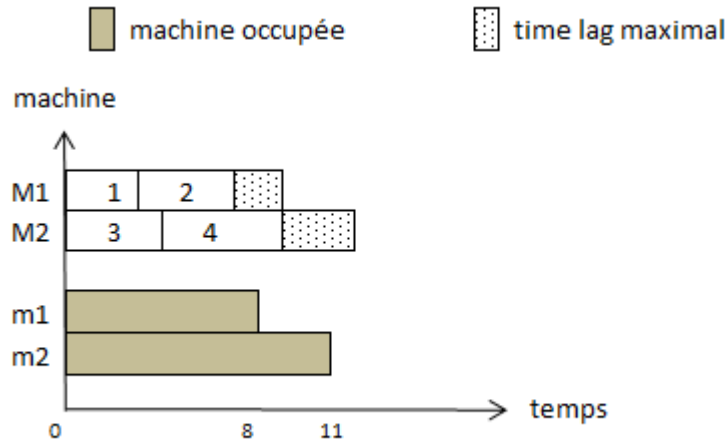 machine occupée time lag maximal
machine
M1 1 2
M2 3 4
m1
m2
temps
0 8 11